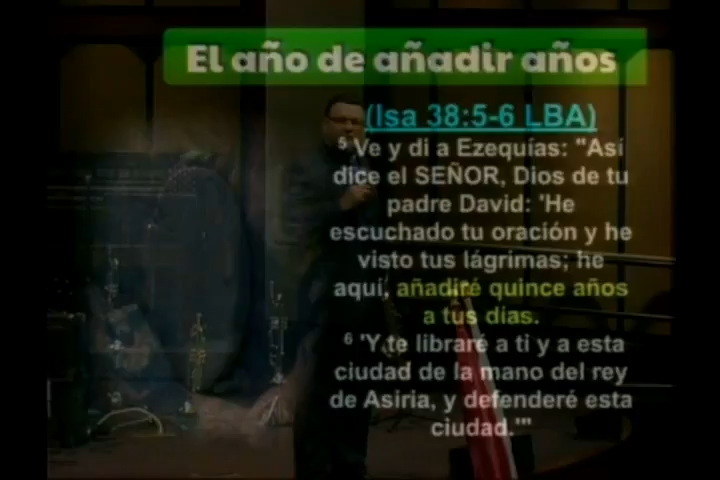 El año de añadir años
(Isa 38:5-6 LBA)
5 Ve y di a Ezequías: "Así
dice el SEÑOR, Dios de tu
padre David: 'He
escuchado tu oración y he
visto tus lágrimas; he
aquí, añadiré quince años
a tus días.
6 'Y te libraré a ti y a esta
ciudad de la mano del rey
de Asiria, y defenderé esta
ciudad.'"